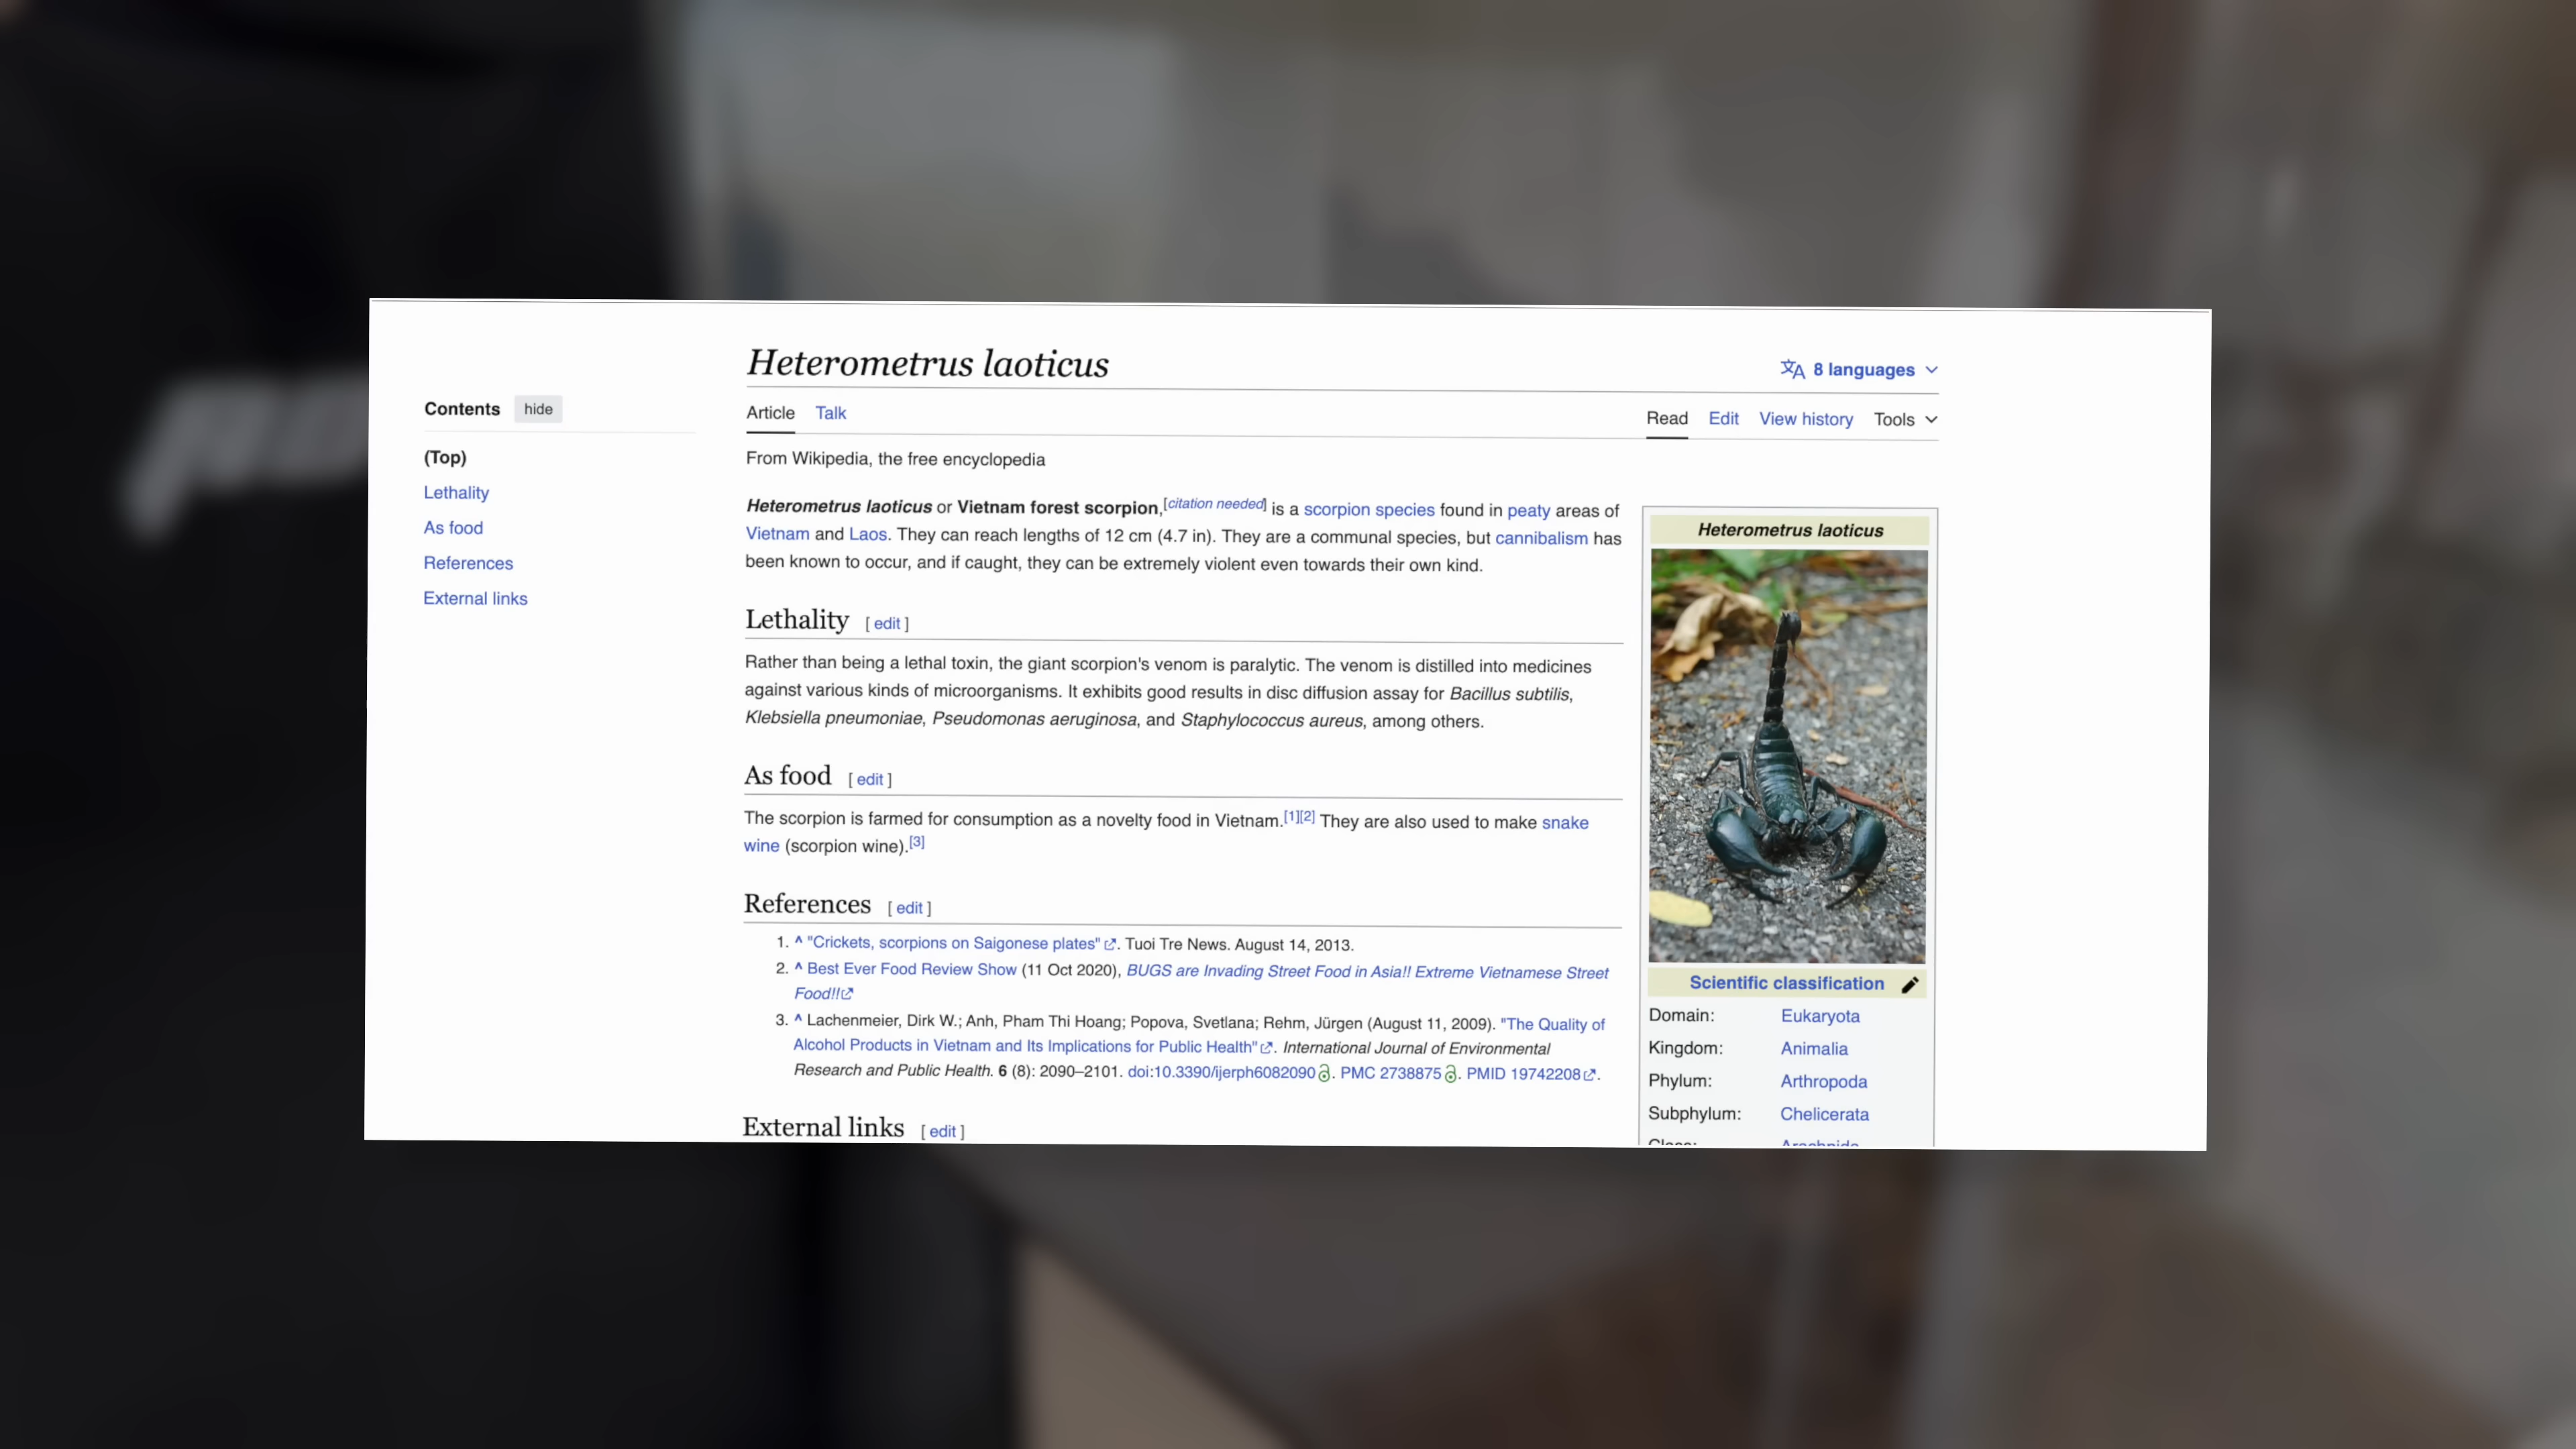 Heterometrus laoticus
8 languages
Contents hide
Article Talk
Read Edit View history Tools
(Top)
Lethality
As food
References
External links
From Wikipedia, the free encyclopedia
Heterometrus laoticus or Vietnam forest scorpion,[citation needed] is a scorpion species found in peaty areas of
Vietnam and Laos. They can reach lengths of 12 cm (4.7 in). They are a communal species, but cannibalism has
been known to occur, and if caught, they can be extremely violent even towards their own kind.
Lethality [ edit ]
Rather than being a lethal toxin, the giant scorpion's venom is paralytic. The venom is distilled into medicines
against various kinds of microorganisms. It exhibits good results in disc diffusion assay for Bacillus subtilis,
Klebsiella pneumoniae, Pseudomonas aeruginosa, and Staphylococcus aureus, among others.
As food [ edit ]
The scorpion is farmed for consumption as a novelty food in Vietnam.[1][2] They are also used to make snake
wine (scorpion wine).[3]
References [ edit ]
1. ^ "Crickets, scorpions on Saigonese plates". Tuoi Tre News. August 14, 2013.
2. ^ Best Ever Food Review Show (11 Oct 2020), BUGS are Invading Street Food in Asia!! Extreme Vietnamese Street
Food!!
3. ^ Lachenmeier, Dirk W.; Anh, Pham Thi Hoang; Popova, Svetlana; Rehm, Jürgen (August 11, 2009). "The Quality of
Alcohol Products in Vietnam and Its Implications for Public Health". International Journal of Environmental
Research and Public Health. 6 (8): 2090–2101. doi:10.3390/ijerph6082090. PMC 2738875. PMID 19742208.
External links [ edit ]
Heterometrus laoticus
Scientific classification
Domain: Eukaryota
Kingdom: Animalia
Phylum: Arthropoda
Subphylum: Chelicerata
Class: Arachnida